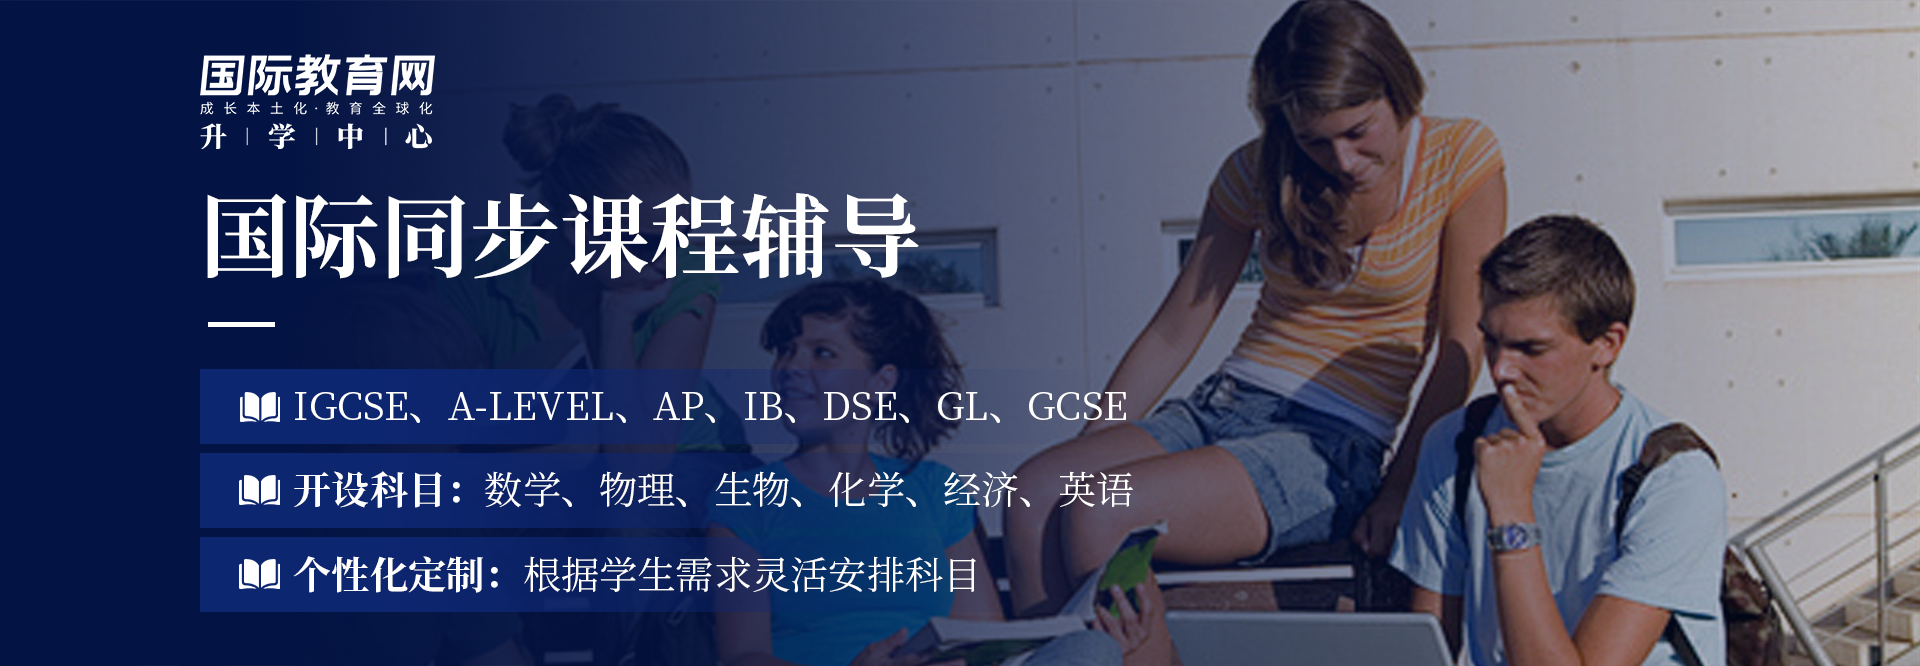 国际教育网
成长本土化·教育全球化
升|学|中|心
国际同步课程辅导
IGCSE、A-LEVEL、AP、IB、DSE、GL、GCSE
开设科目：数学、物理、生物、化学、经济、英语
个性化定制：根据学生需求灵活安排科目